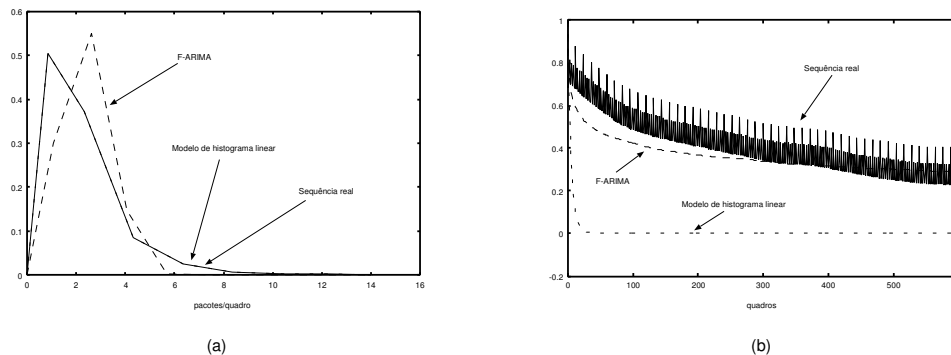 0.6
0.5
0.4
0.3
0.2
0.1
0
0 2 4 6 8 10 12 14 16
pacotes/quadro
F-ARIMA
Modelo de histograma linear
Sequência real
(a)
1
0.8
0.6
0.4
0.2
0
-0.2
0 100 200 300 400 500
quadros
Sequência real
F-ARIMA
Modelo de histograma linear
(b)